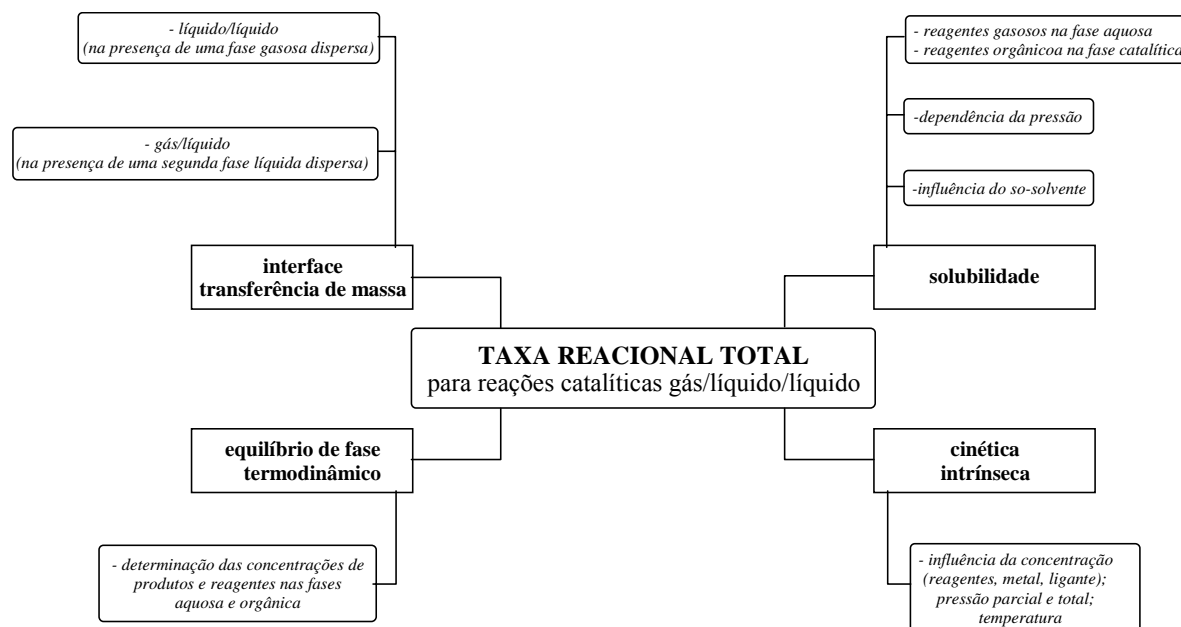 - líquido/líquido
(na presença de uma fase gasosa dispersa)
- gás/líquido
(na presença de uma segunda fase líquida dispersa)
interface
transferência de massa
- reagentes gasosos na fase aquosa
- reagentes orgânicoa na fase catalítica
-dependência da pressão
-influência do so-solvente
solubilidade
TAXA REACIONAL TOTAL
para reações catalíticas gás/líquido/líquido
equilíbrio de fase
termodinâmico
- determinação das concentrações de
produtos e reagentes nas fases
aquosa e orgânica
cinética
intrínseca
- influência da concentração
(reagentes, metal, ligante);
pressão parcial e total;
temperatura